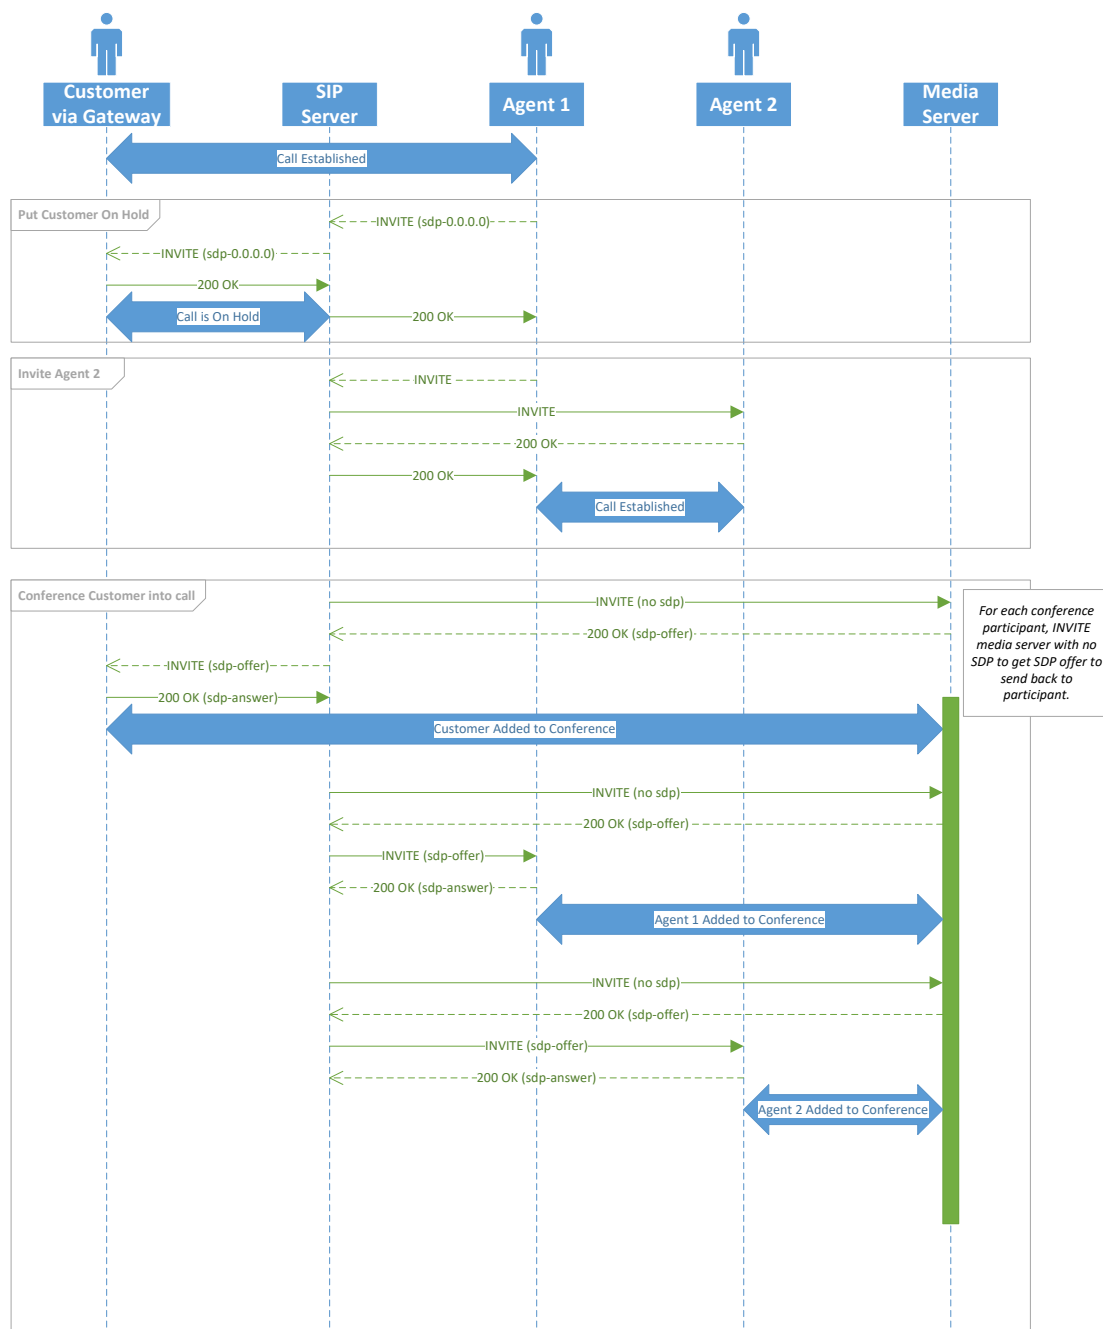 Customer
via Gateway
SIP
Server
Agent 1
Agent 2
Media
Server
Call Established
Put Customer On Hold
INVITE (sdp-0.0.0.0)
INVITE (sdp-0.0.0.0)
200 OK
Call is On Hold
200 OK
Invite Agent 2
INVITE
INVITE
200 OK
200 OK
Call Established
Conference Customer into call
INVITE (no sdp)
For each conference
participant, INVITE
media server with no
SDP to get SDP offer to
send back to
participant.
200 OK (sdp-offer)
INVITE (sdp-offer)
200 OK (sdp-answer)
Customer Added to Conference
INVITE (no sdp)
200 OK (sdp-offer)
INVITE (sdp-offer)
200 OK (sdp-answer)
Agent 1 Added to Conference
INVITE (no sdp)
200 OK (sdp-offer)
INVITE (sdp-offer)
200 OK (sdp-answer)
Agent 2 Added to Conference